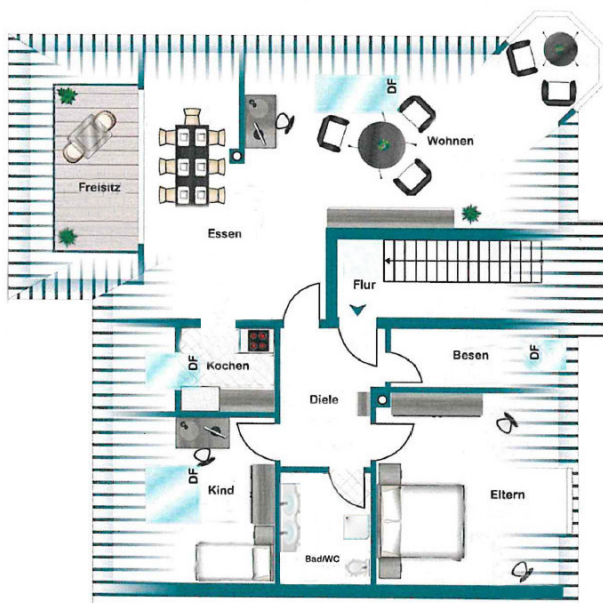 DF
Wohnen
Freisitz
Essen
Flur
DF
Kochen
Besen
DF
Diele
DF
Kind
Eltern
Bad/WC